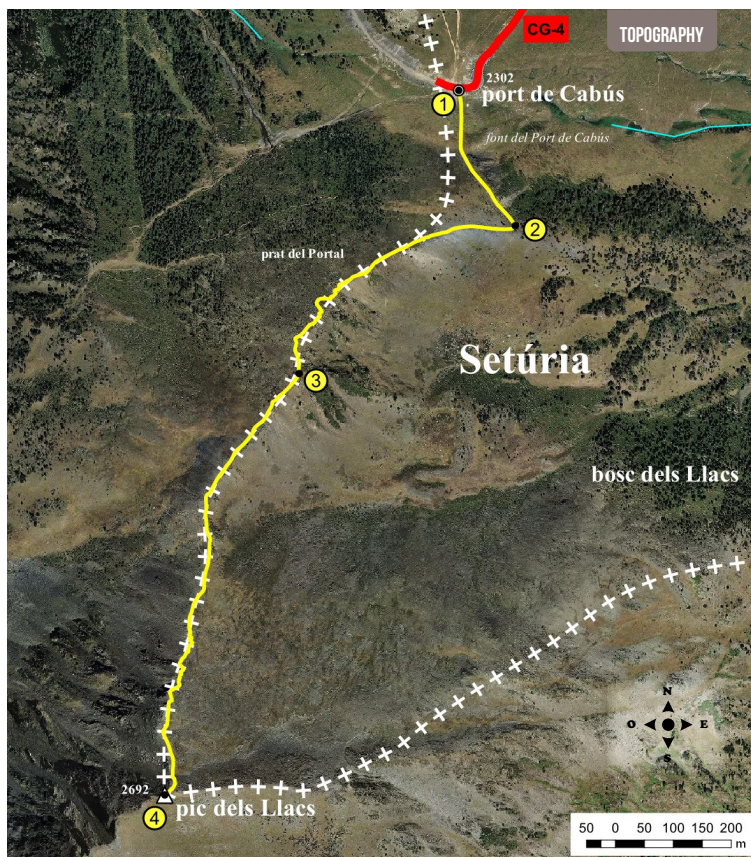 CG-4
TOPOGRAPHY
2302
port de Cabús
1
font del Port de Cabús
2
prat del Portal
Setúria
3
bosc dels Llacs
N
O E
S
2692
pic dels Llacs
4
50 0 50 100 150 200
m